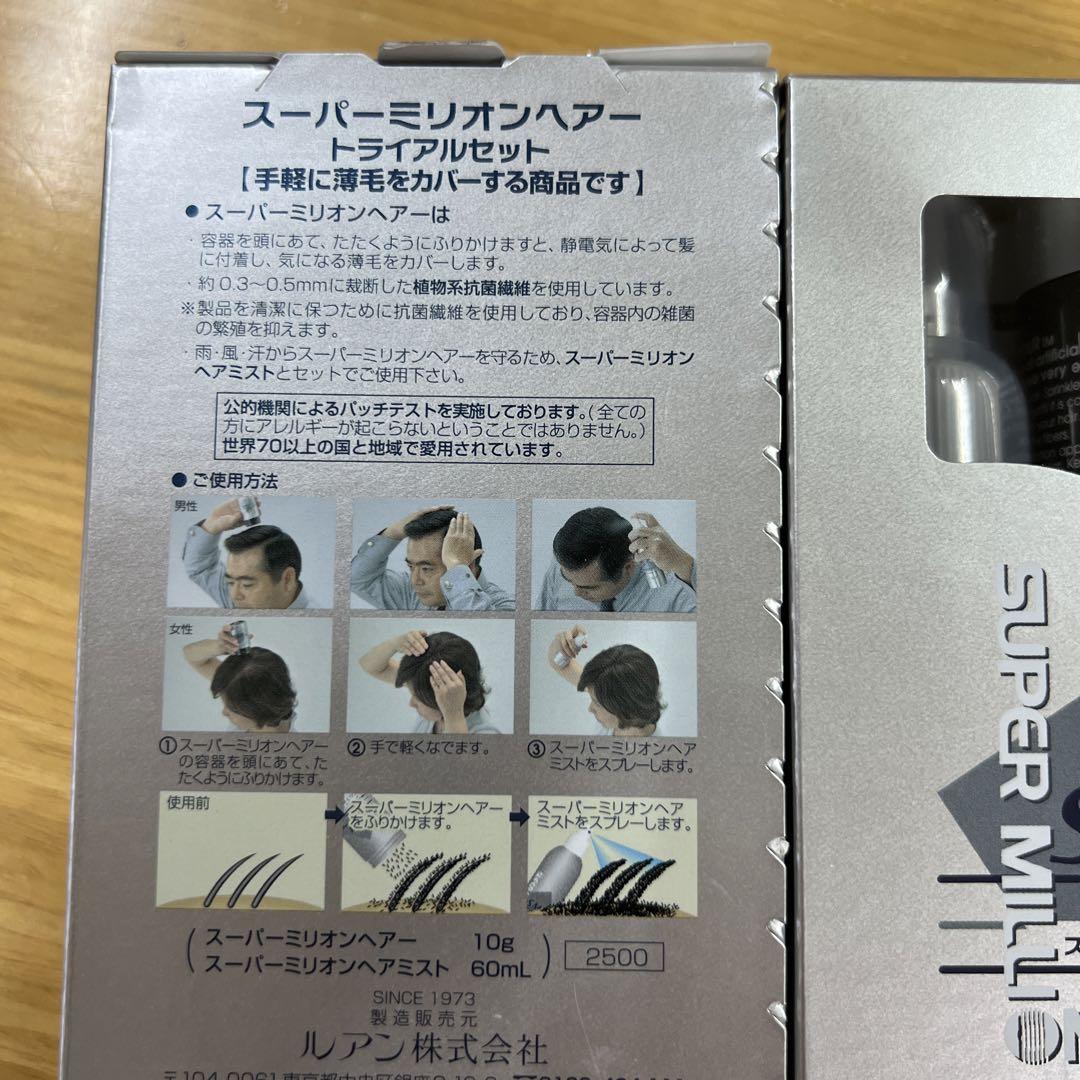 スーパーミリオンヘアー
トライアルセット
【手軽に薄毛をカバーする商品です】
● スーパーミリオンヘアーは
・容器を頭にあて、たたくようにふりかけますと、静電気によって髪
に付着し、気になる薄毛をカバーします。
・約0.3〜0.5mmに裁断した植物系抗菌繊維を使用しています。
※製品を清潔に保つために抗菌繊維を使用しており、容器内の雑菌
の繁殖を抑えます。
・雨・風・汗からスーパーミリオンヘアーを守るため、スーパーミリオン
ヘアミストとセットでご使用下さい。
公的機関によるパッチテストを実施しております。(全ての
方にアレルギーが起こらないということではありません。)
世界70以上の国と地域で愛用されています。
● ご使用方法
男性
女性
①スーパーミリオンヘアー
の容器を頭にあて、た
たくようにふりかけます。
②手で軽くなでます。
③スーパーミリオンヘア
ミストをスプレーします。
使用前
スーパーミリオンヘアー
をふりかけます。
スーパーミリオンヘア
ミストをスプレーします。
スーパーミリオンヘアー 10g
スーパーミリオンヘアミスト 60mL
2500
SINCE 1973
製造販売元
ルアン株式会社
〒104-0061東京都中央区銀座
artificial
very
SUPER MILLION